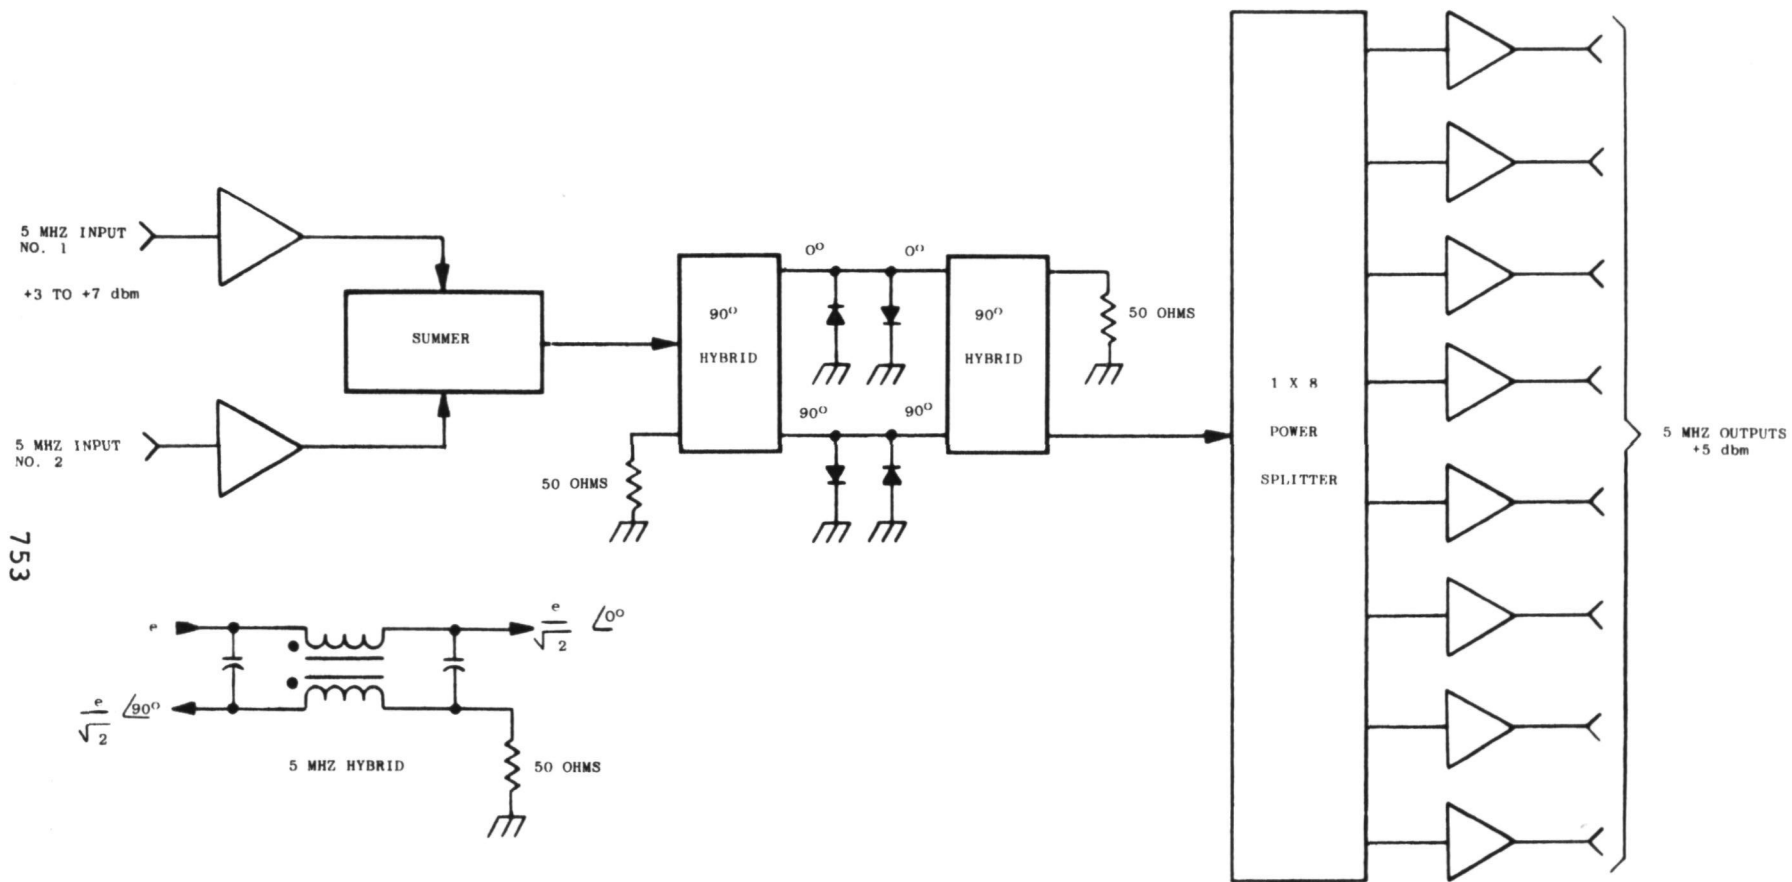 5 MHZ INPUT
NO. 1
+3 TO +7 dbm
5 MHZ INPUT
NO. 2
SUMMER
90°
HYBRID
50 OHMS
0°
0°
90°
90°
90°
HYBRID
50 OHMS
1 X 8
POWER
SPLITTER
5 MHZ OUTPUTS
+5 dbm
753
e
e/√2 ∠0°
e/√2 ∠90°
5 MHZ HYBRID
50 OHMS